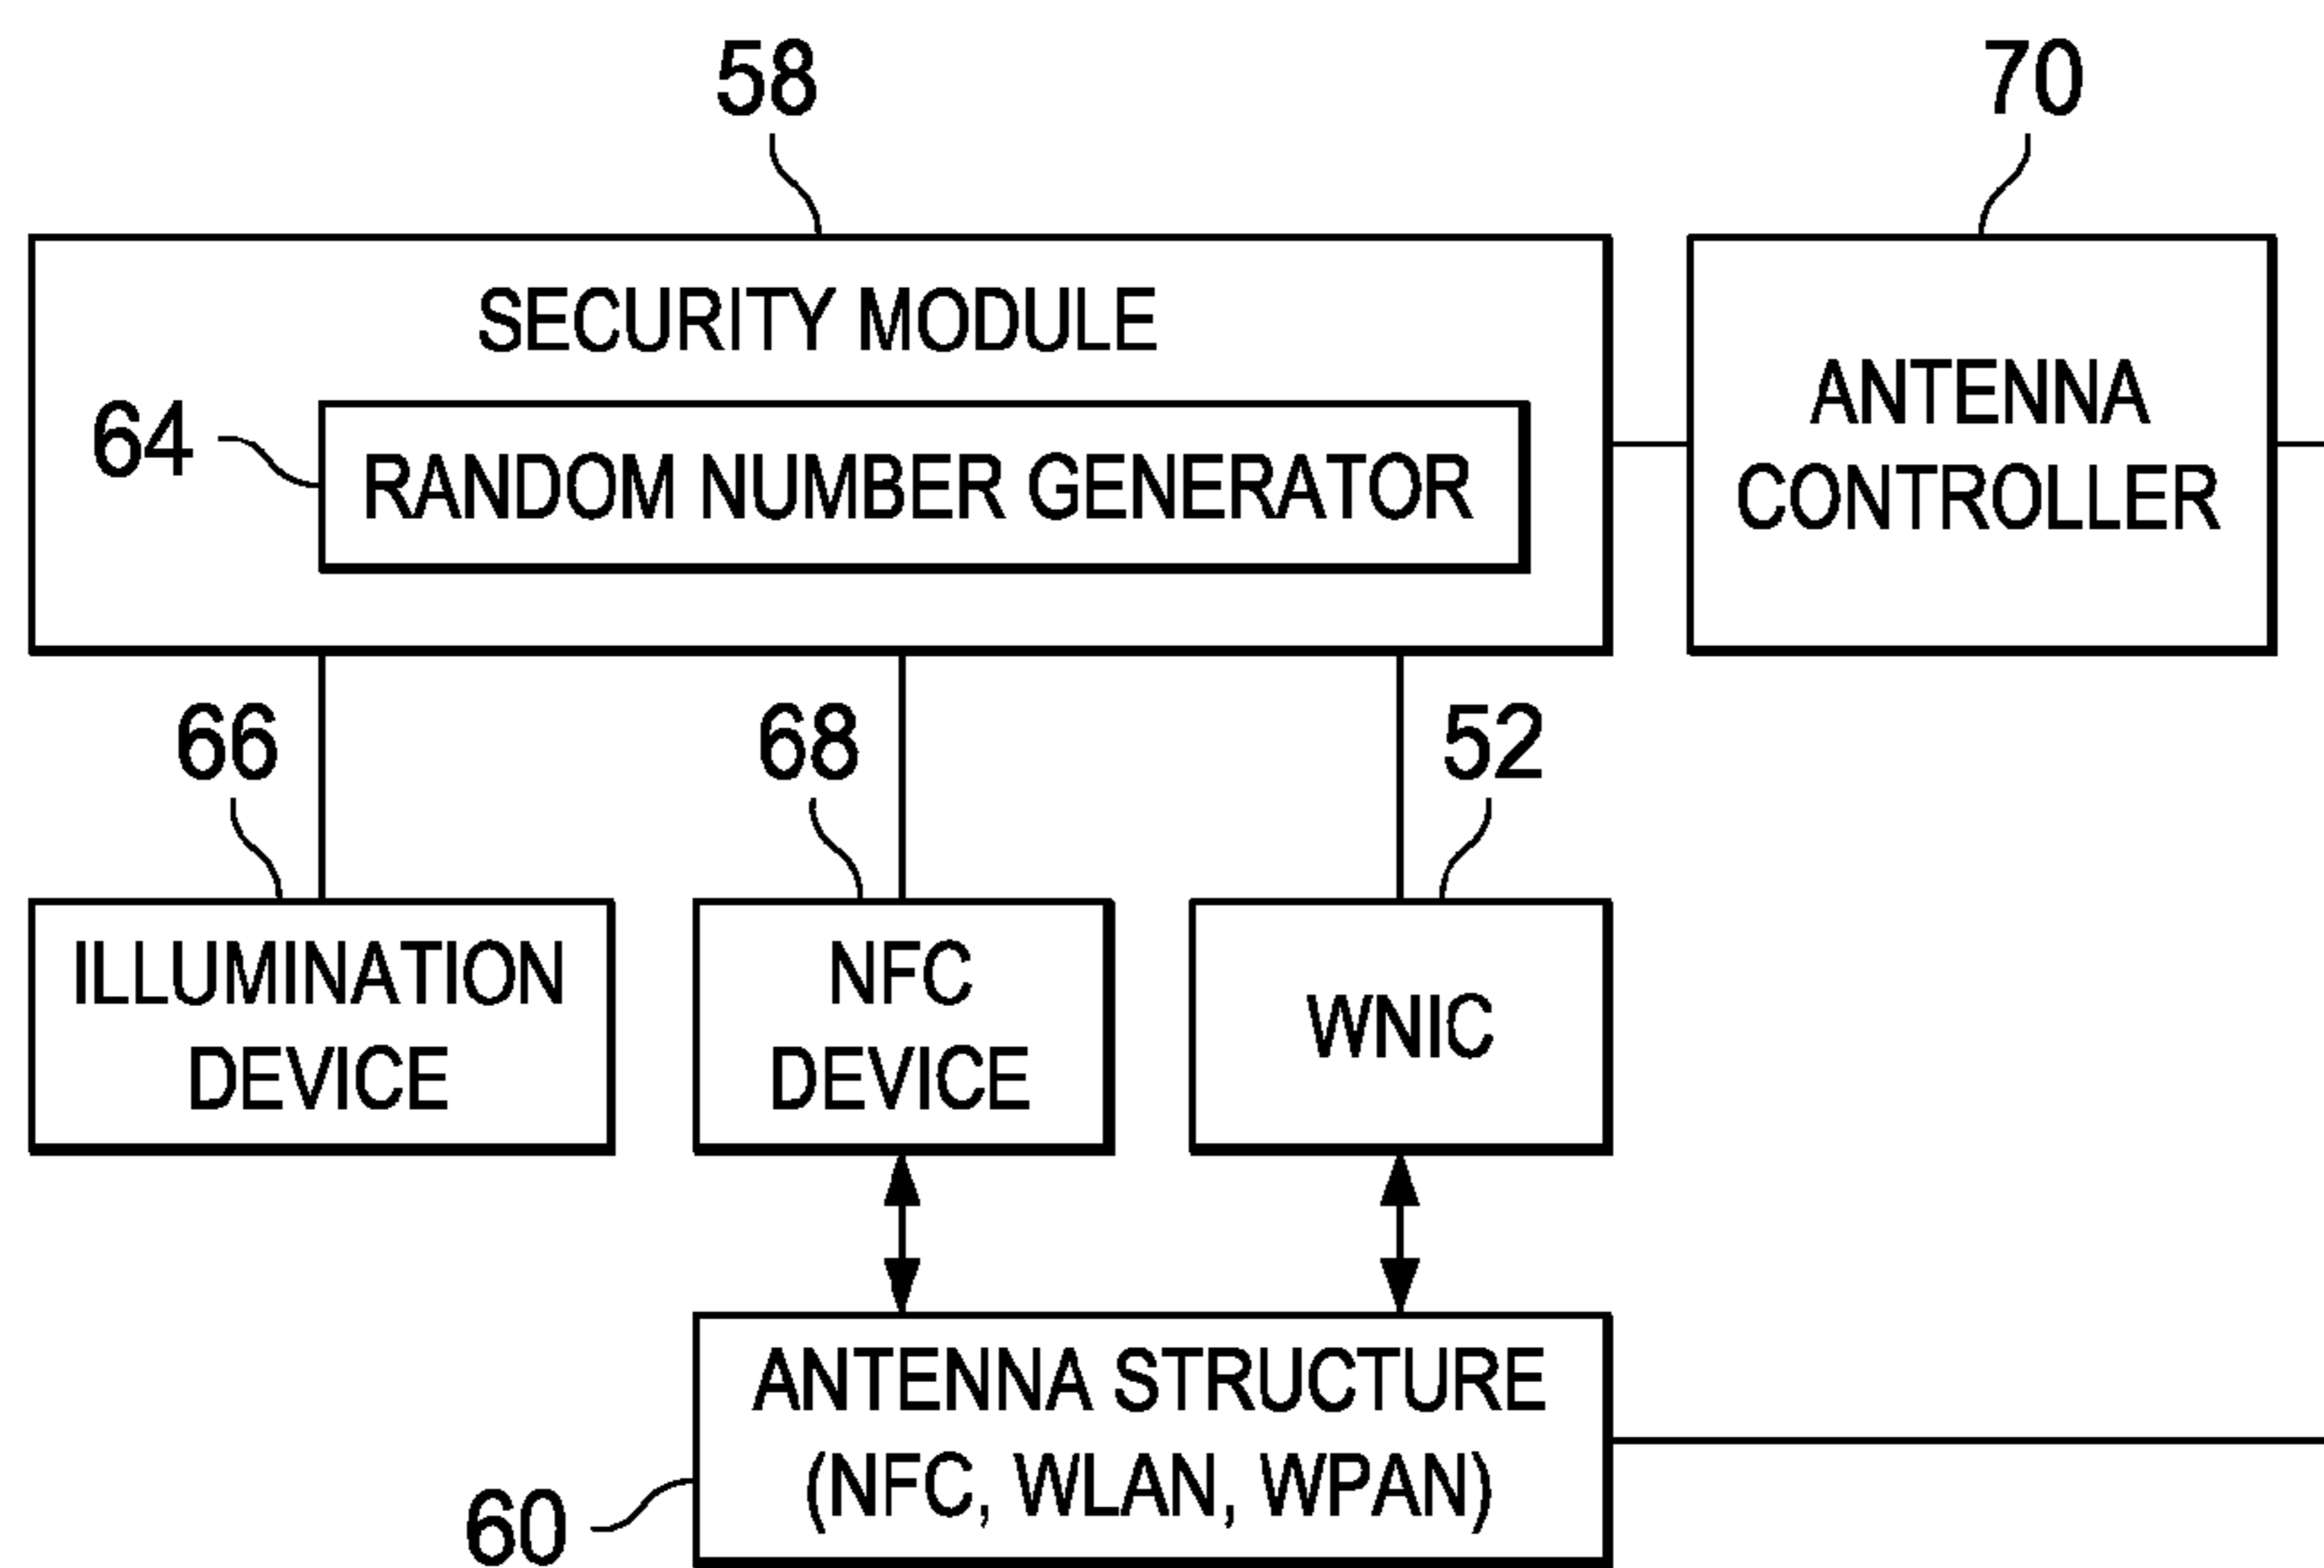 58
70
SECURITY MODULE
64
RANDOM NUMBER GENERATOR
ANTENNA
CONTROLLER
66
68
52
ILLUMINATION
DEVICE
NFC
DEVICE
WNIC
ANTENNA STRUCTURE
(NFC, WLAN, WPAN)
60